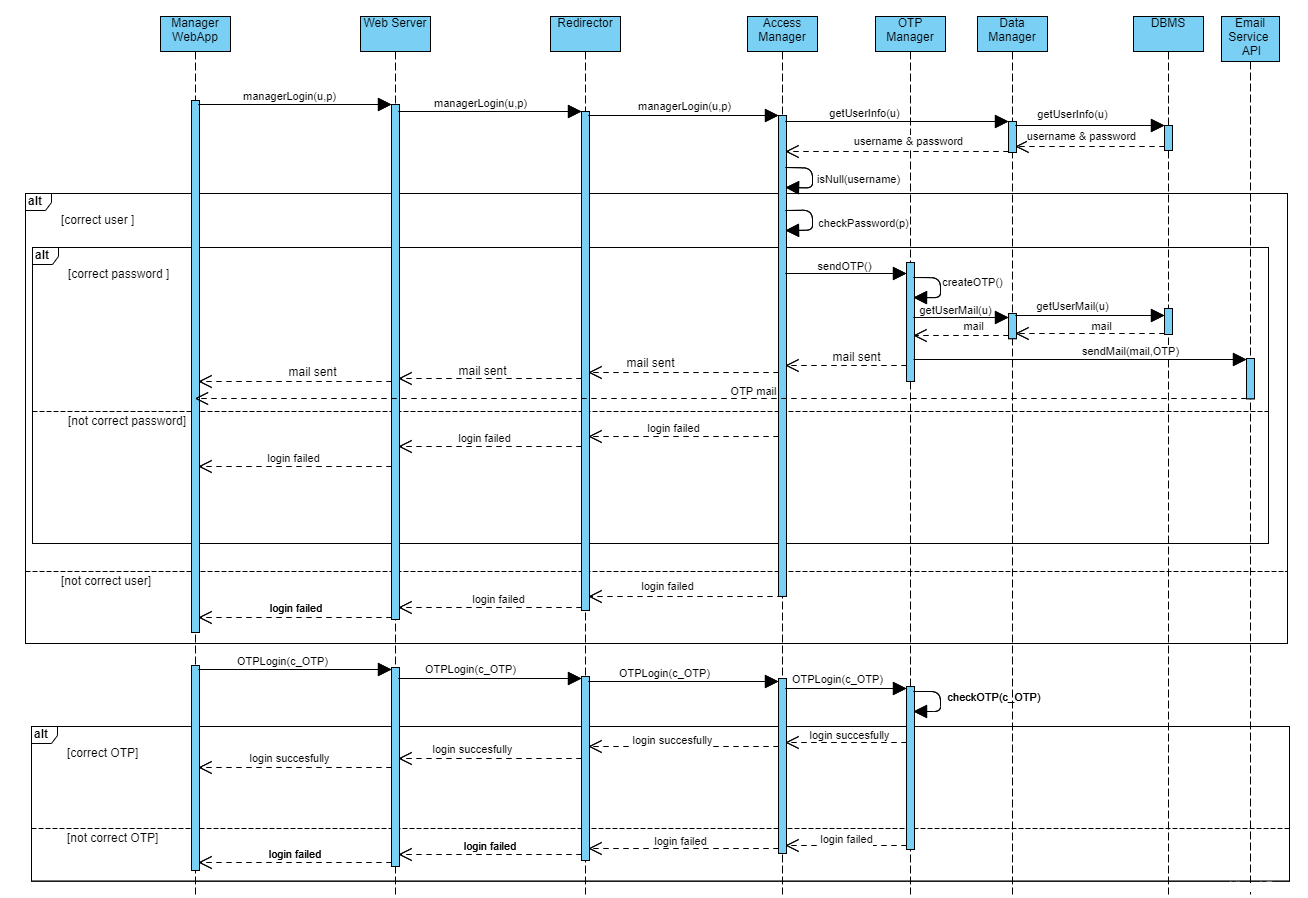 Manager
WebApp
Web Server
Redirector
Access
Manager
OTP
Manager
Data
Manager
DBMS
Email
Service
API
managerLogin(u,p)
managerLogin(u,p)
managerLogin(u,p)
getUserInfo(u)
getUserInfo(u)
username & password
username & password
isNull(username)
alt
[correct user ]
checkPassword(p)
alt
[correct password ]
sendOTP()
createOTP()
getUserMail(u)
getUserMail(u)
mail
mail
sendMail(mail,OTP)
mail sent
mail sent
mail sent
mail sent
OTP mail
[not correct password]
login failed
login failed
login failed
[not correct user]
login failed
login failed
login failed
OTPLogin(c_OTP)
OTPLogin(c_OTP)
OTPLogin(c_OTP)
OTPLogin(c_OTP)
checkOTP(c_OTP)
alt
[correct OTP]
login succesfully
login succesfully
login succesfully
login succesfully
[not correct OTP]
login failed
login failed
login failed
login failed